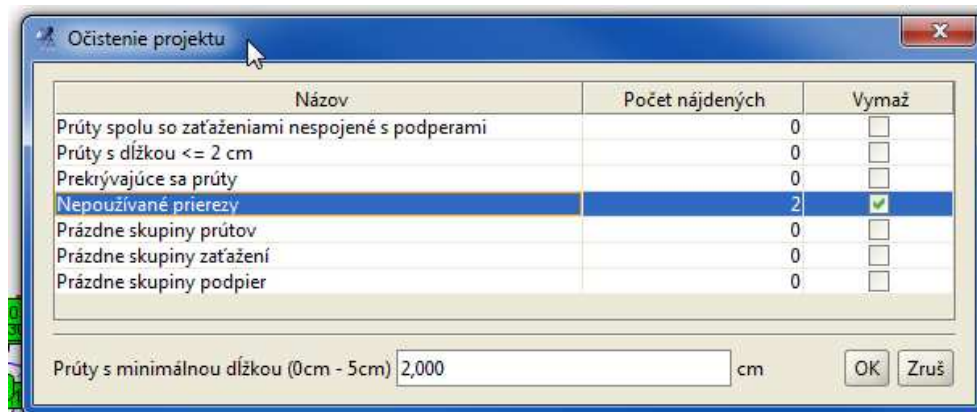 Očistenie projektu
Názov Počet nájdených Vymaž
Prúty spolu so zaťaženiami nespojené s podperami 0
Prúty s dĺžkou <= 2 cm 0
Prekrývajúce sa prúty 0
Nepoužívané prierezy 2
Prázdne skupiny prútov 0
Prázdne skupiny zaťažení 0
Prázdne skupiny podpier 0
Prúty s minimálnou dĺžkou (0cm - 5cm) 2,000 cm OK Zruš